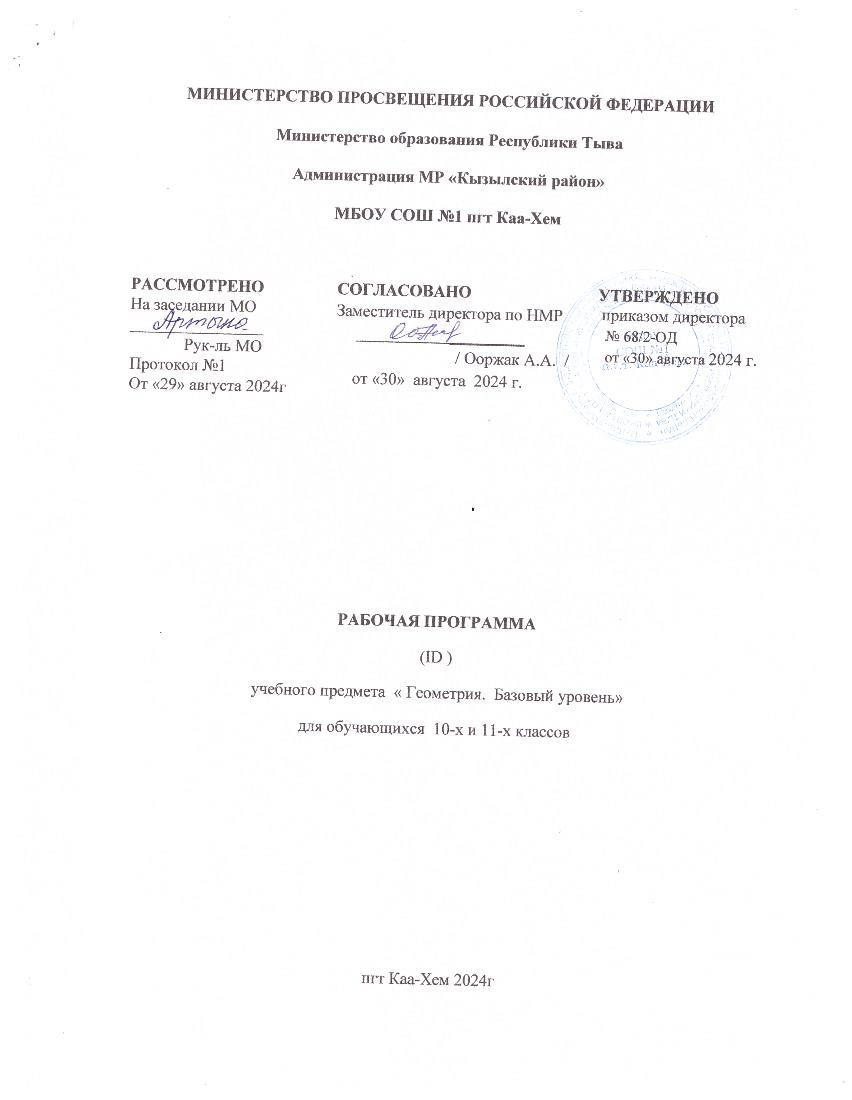 МИНИСТЕРСТВО ПРОСВЕЩЕНИЯ РОССИЙСКОЙ ФЕДЕРАЦИИ
Министерство образования Республики Тыва
Администрация МР «Кызылский район»
МБОУ СОШ №1 пгт Каа-Хем
РАССМОТРЕНО
На заседании МО
Рук-ль МО
Протокол №1
От «29» августа 2024г
СОГЛАСОВАНО
Заместитель директора по НМР
/ Ооржак А.А. /
от «30» августа 2024 г.
УТВЕРЖДЕНО
приказом директора
№ 68/2-ОД
от «30» августа 2024 г.
РАБОЧАЯ ПРОГРАММА
(ID )
учебного предмета « Геометрия. Базовый уровень»
для обучающихся 10-х и 11-х классов
пгт Каа-Хем 2024г